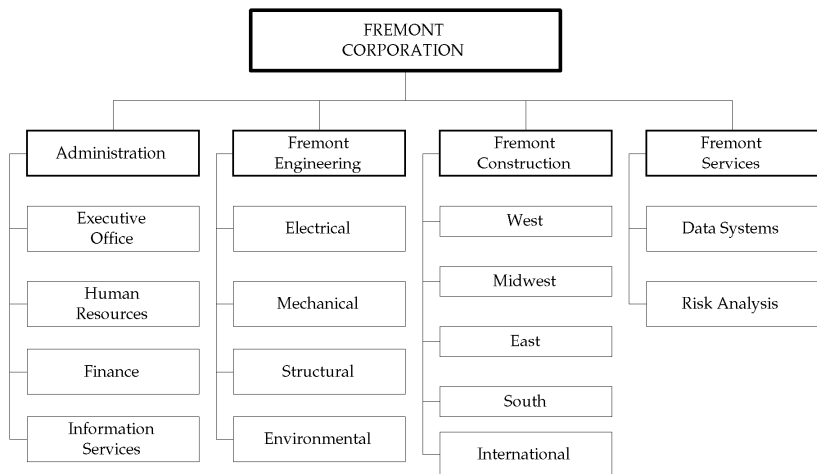 FREMONT
CORPORATION
Administration
Fremont
Engineering
Fremont
Construction
Fremont
Services
Executive
Office
Human
Resources
Finance
Information
Services
Electrical
Mechanical
Structural
Environmental
West
Midwest
East
South
International
Data Systems
Risk Analysis